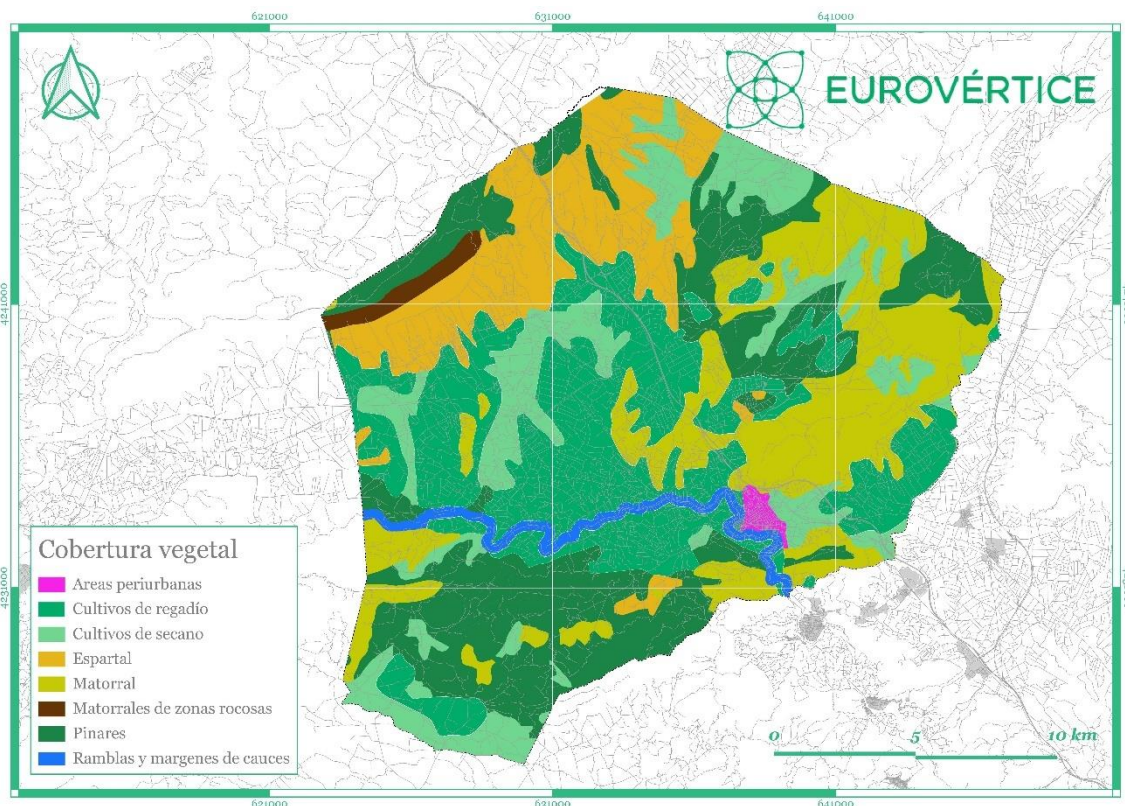 621000 631000 641000
EUROVÉRTICE
4241000
4231000
Cobertura vegetal
Areas periurbanas
Cultivos de regadío
Cultivos de secano
Espartal
Matorral
Matorrales de zonas rocosas
Pinares
Ramblas y margenes de cauces
0 5 10 km
621000 631000 641000